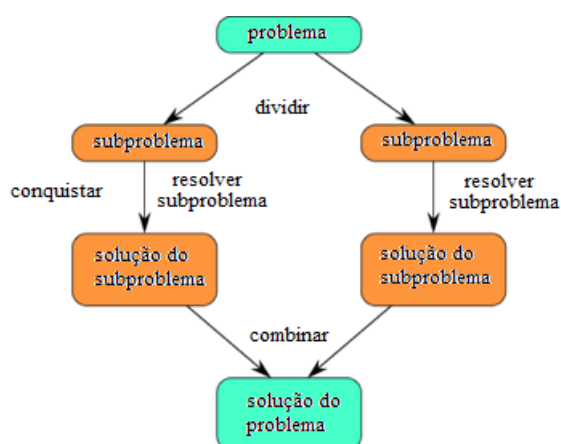 problema
dividir
subproblema
subproblema
conquistar
resolver
subproblema
resolver
subproblema
solução do
subproblema
solução do
subproblema
combinar
solução do
problema